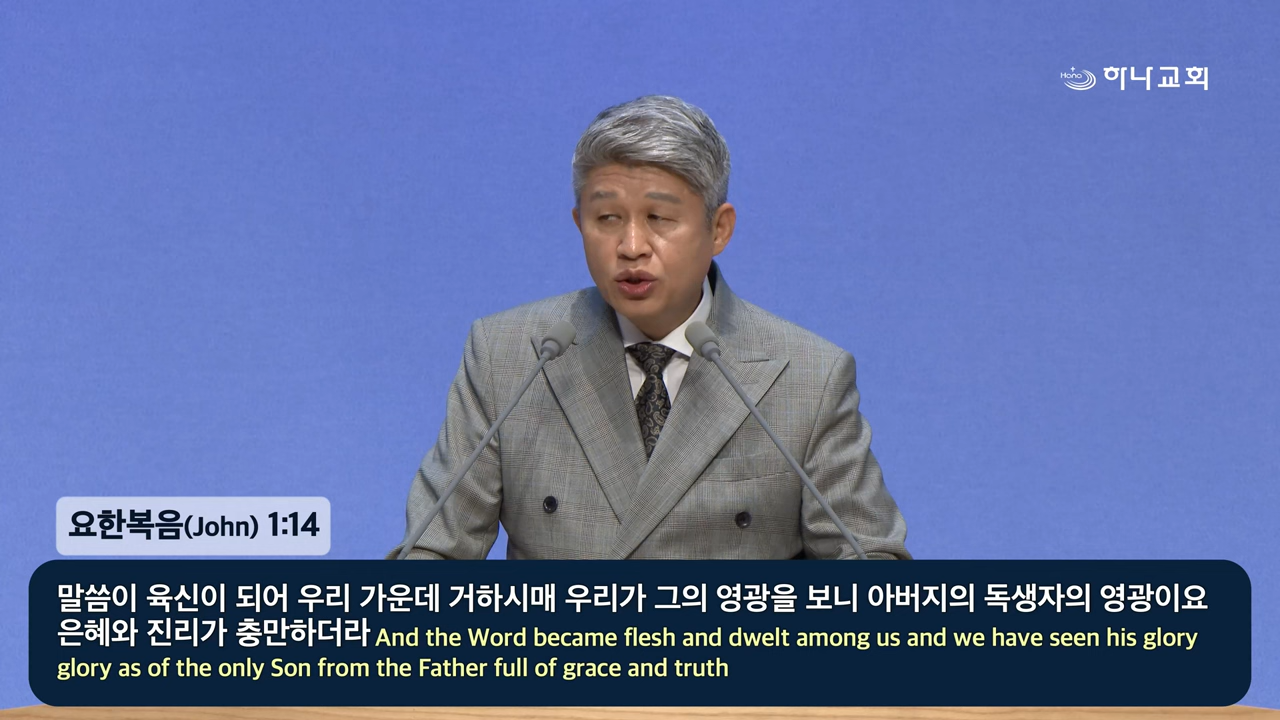 Hana 하나교회
요한복음(John) 1:14
말씀이 육신이 되어 우리 가운데 거하시매 우리가 그의 영광을 보니 아버지의 독생자의 영광이요
은혜와 진리가 충만하더라 And the Word became flesh and dwelt among us and we have seen his glory
glory as of the only Son from the Father full of grace and truth